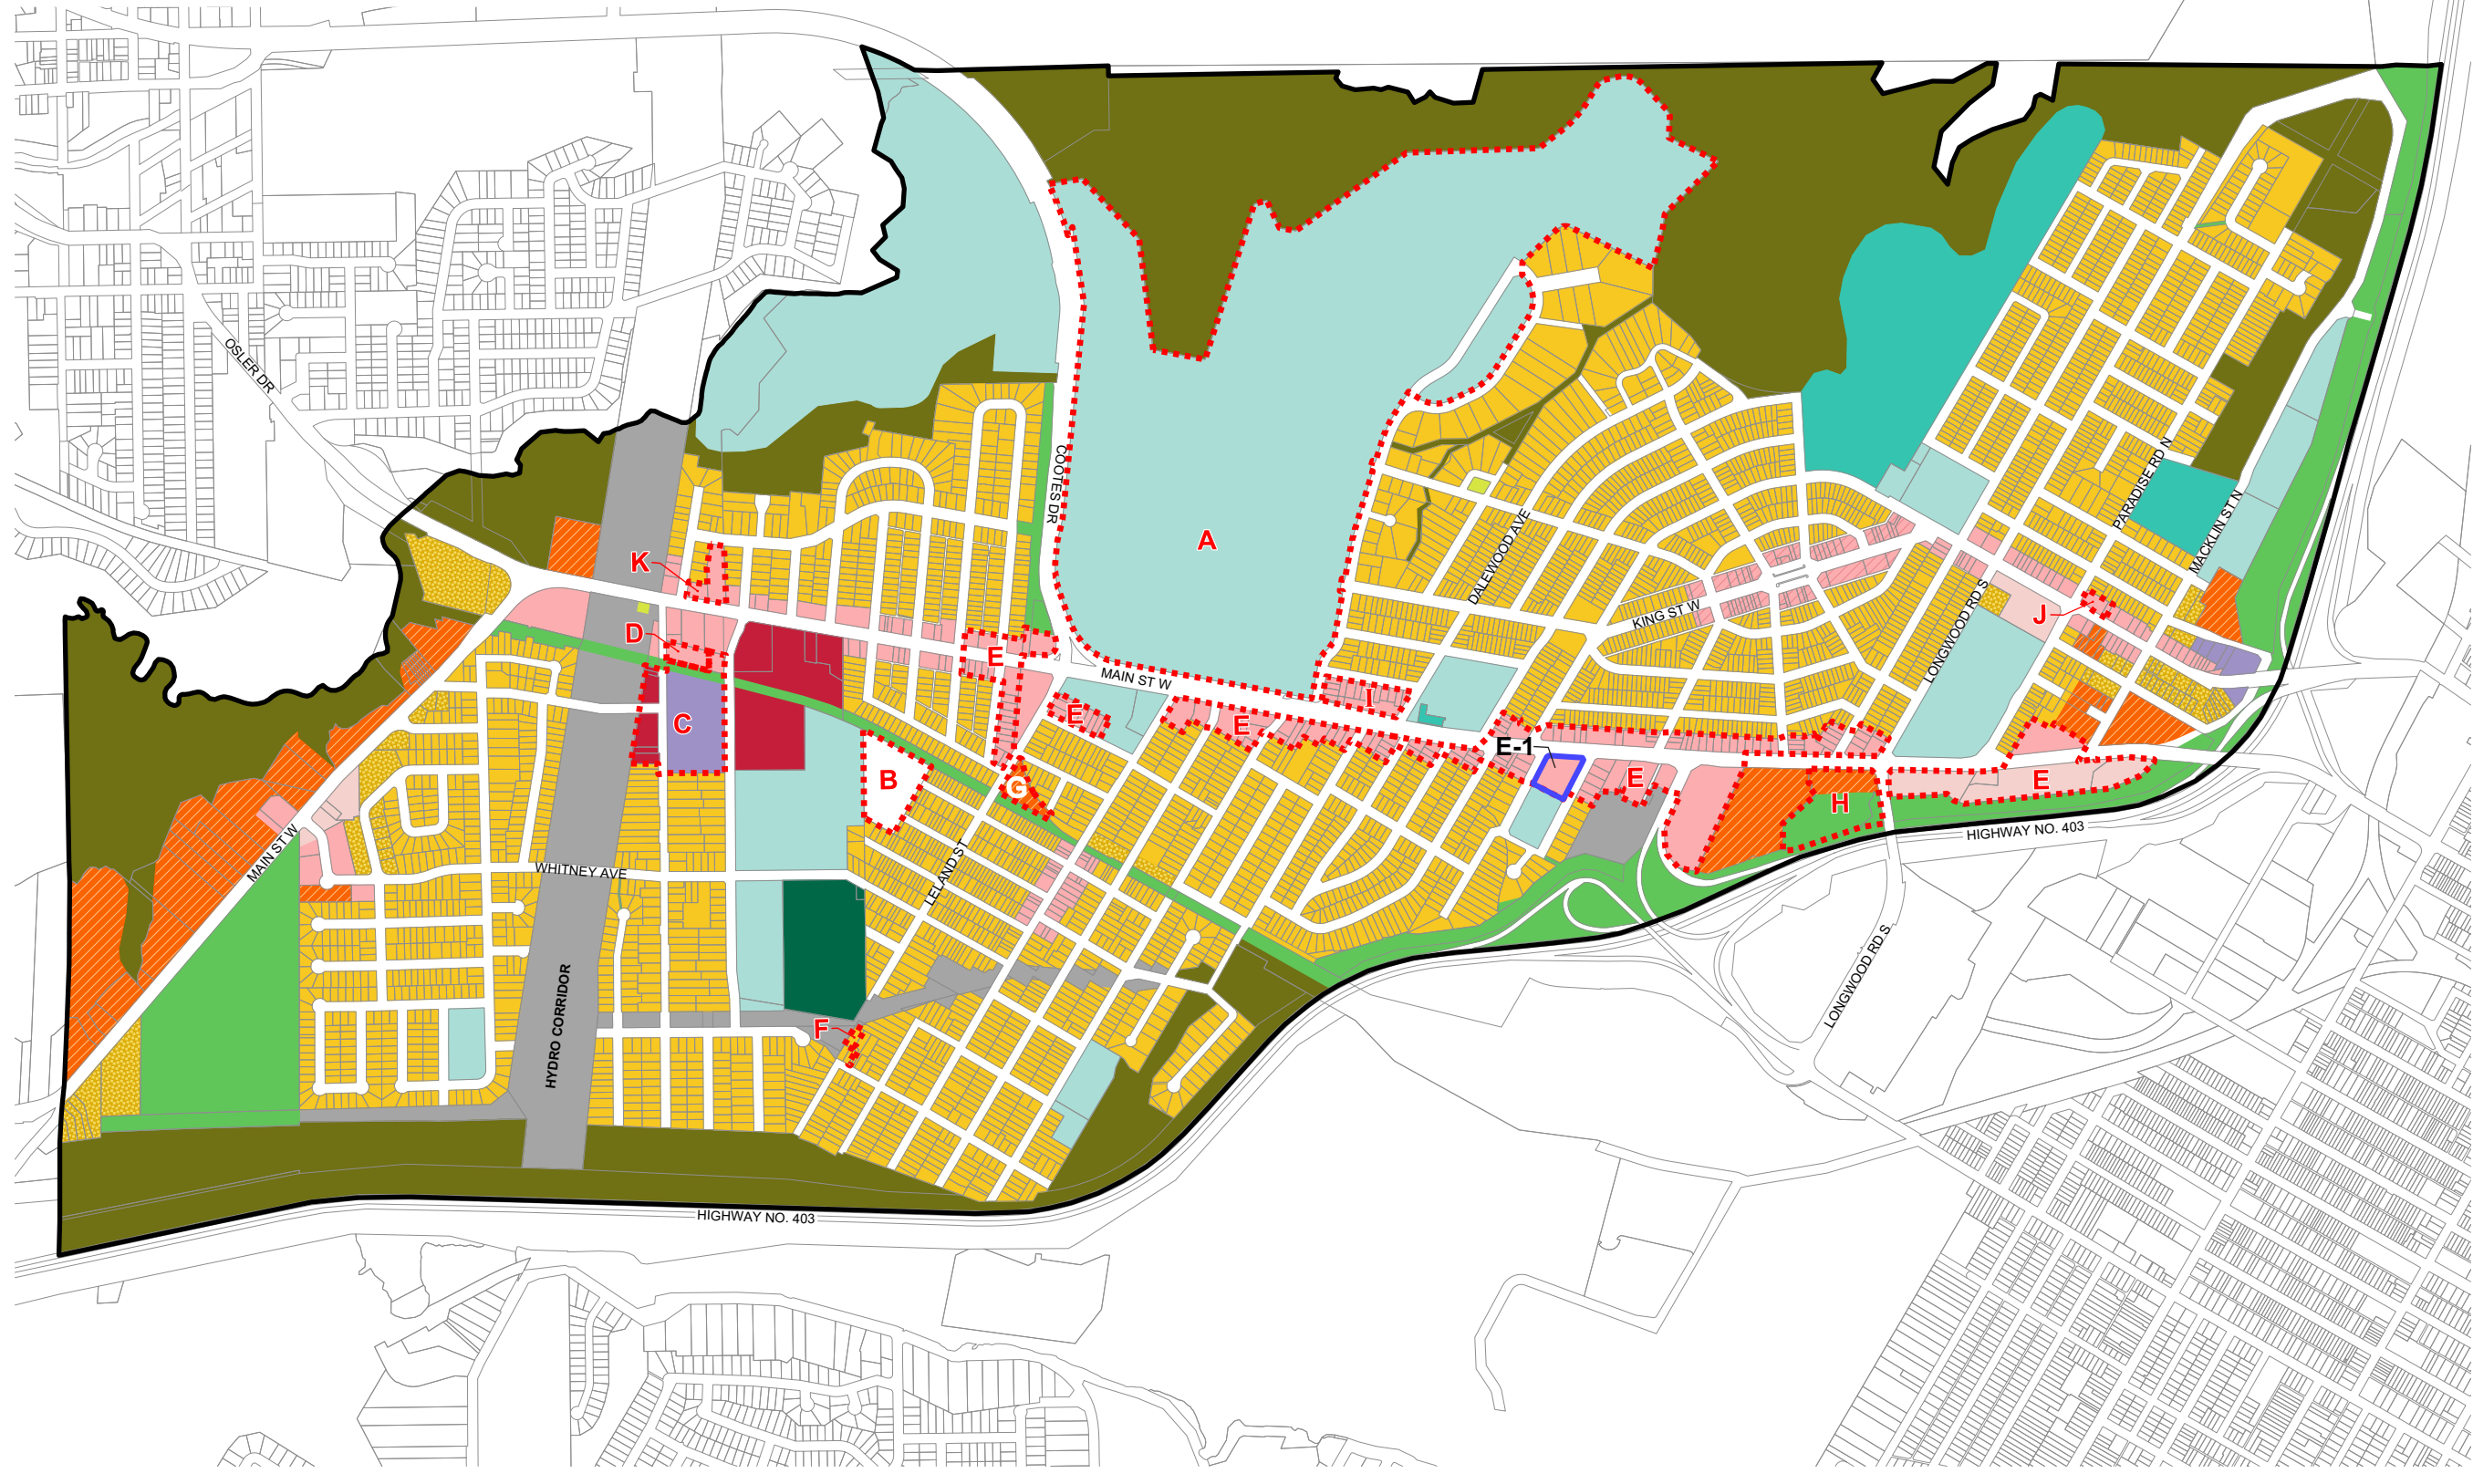 OSLER DR
COOTES DR
A
PARADISE RD N
MACKLIN ST N
DALEWOOD AVE
K
KING ST W
LONGWOOD RD S
J
D
E
MAIN ST W
I
C
E
E
E-1
B
G
E
H
E
HIGHWAY NO. 403
MAIN ST W
WHITNEY AVE
LELAND ST
LONGWOOD RD S
HYDRO CORRIDOR
F
HIGHWAY NO. 403